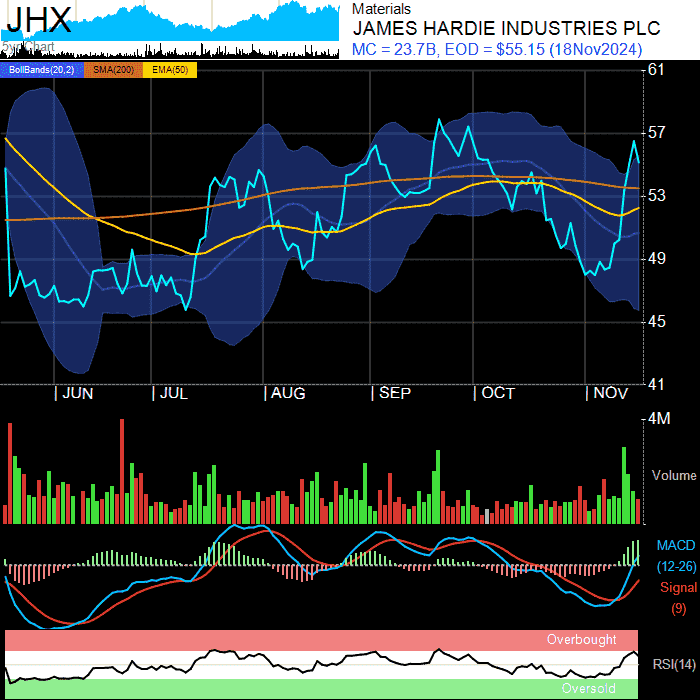 JHX
Materials
JAMES HARDIE INDUSTRIES PLC
MC = 23.7B, EOD = $55.15 (18Nov2024)
5yr Chart
BollBands(20,2) SMA(200) EMA(50)
61
57
53
49
45
41
JUN JUL AUG SEP OCT NOV
4M
Volume
MACD
(12-26)
Signal
(9)
Overbought
RSI(14)
Oversold